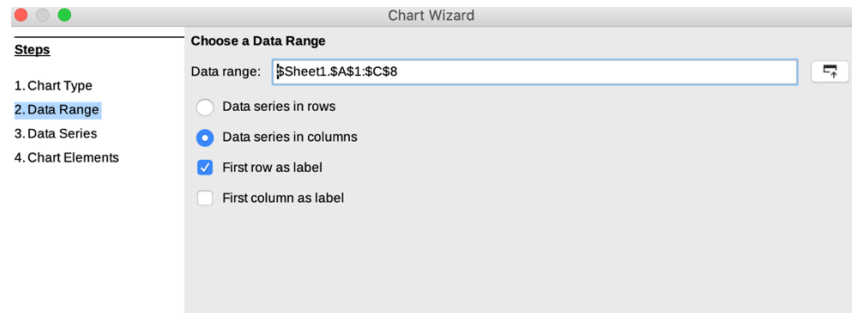 Chart Wizard
Steps
1. Chart Type
2. Data Range
3. Data Series
4. Chart Elements
Choose a Data Range
Data range: $Sheet1.$A$1:$C$8
Data series in rows
Data series in columns
First row as label
First column as label